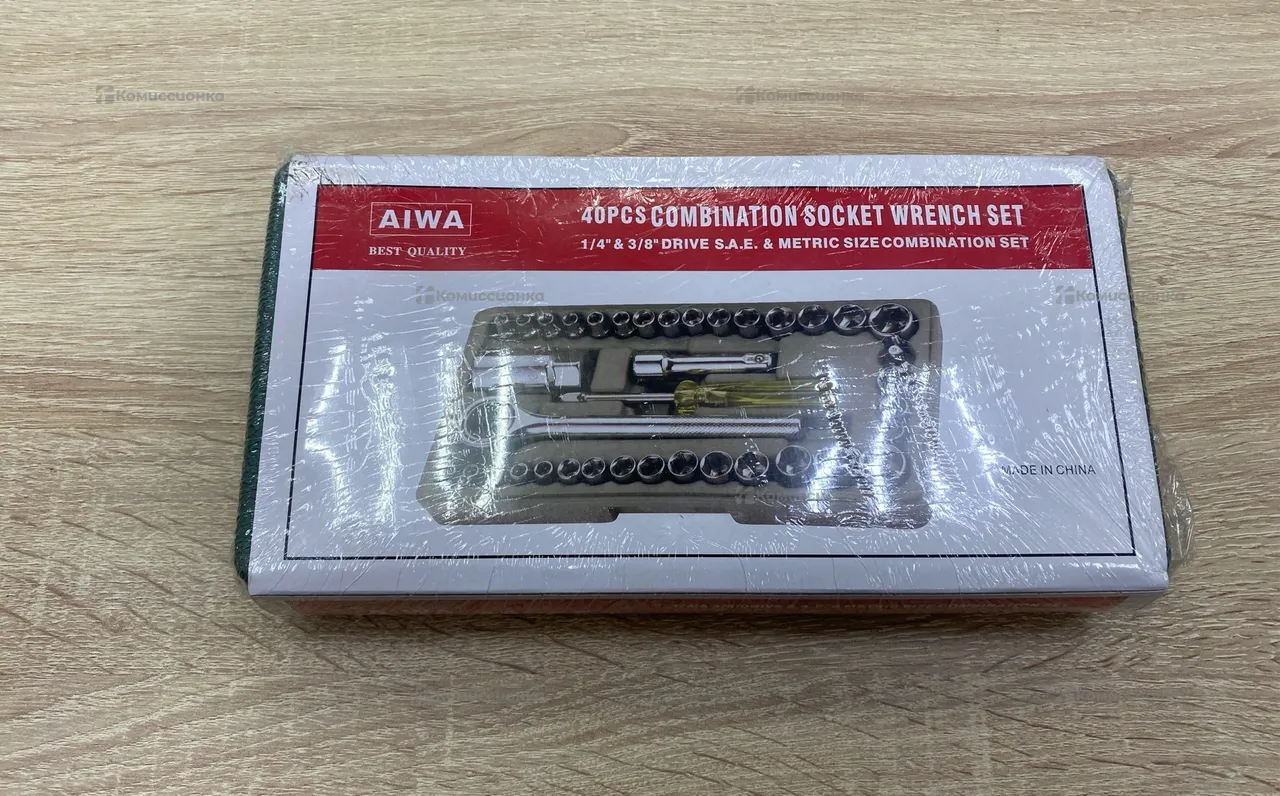 Комиссионка
Комиссионка
AIWA
BEST QUALITY
40PCS COMBINATION SOCKET WRENCH SET
1/4" & 3/8" DRIVE S.A.E. & METRIC SIZE COMBINATION SET
Комиссионка
Комиссионка
MADE IN CHINA